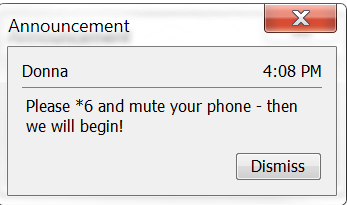 Announcement
Donna 4:08 PM
Please *6 and mute your phone - then
we will begin!
Dismiss